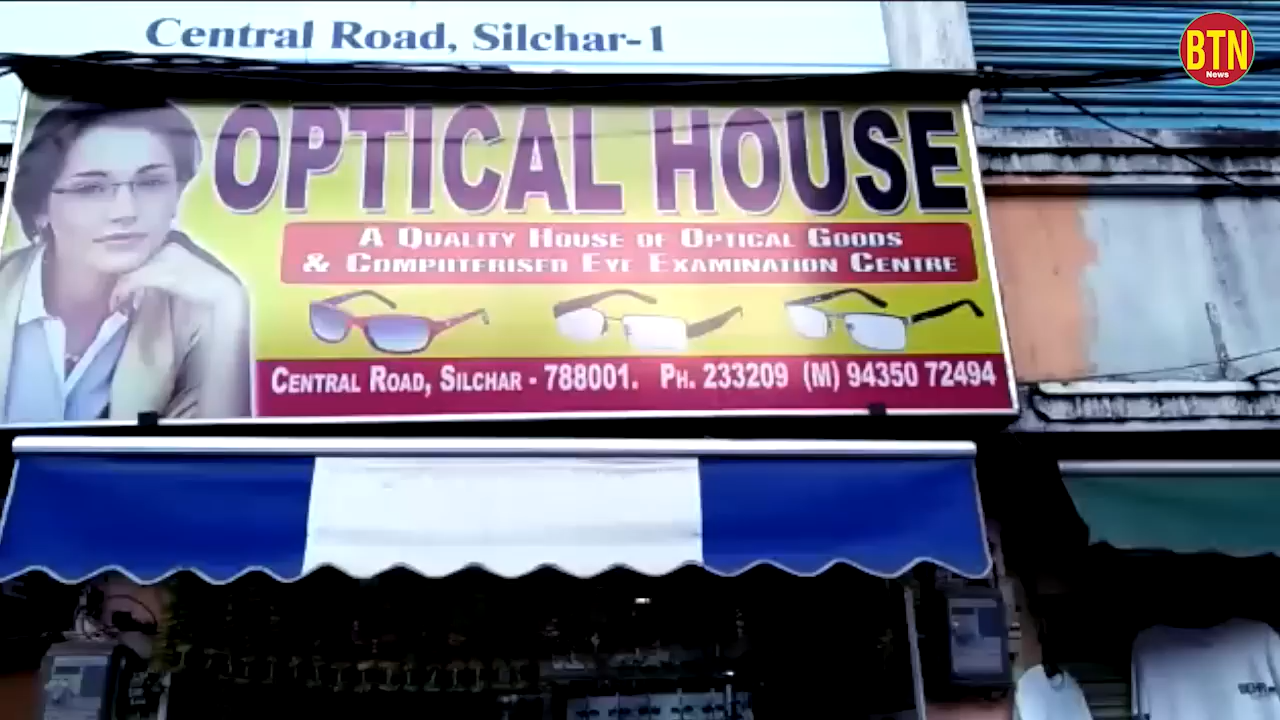 Central Road, Silchar-1
BTN
News
OPTICAL HOUSE
A QUALITY HOUSE OF OPTICAL GOODS
& COMPUTERISED EYE EXAMINATION CENTRE
CENTRAL ROAD, SILCHAR - 788001. PH. 233209 (M) 94350 72494